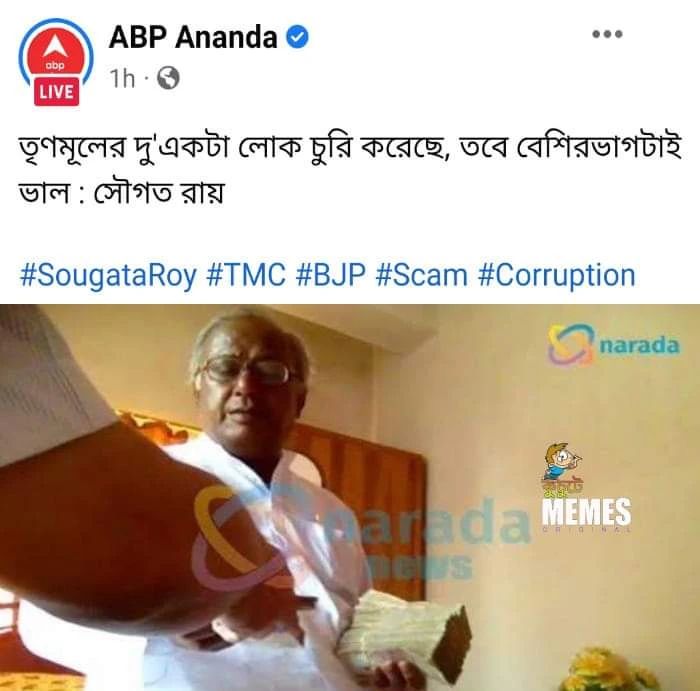 ABP Ananda
abp
LIVE
1h
তৃণমূলের দু'একটা লোক চুরি করেছে, তবে বেশিরভাগটাই
ভাল : সৌগত রায়
#SougataRoy #TMC #BJP #Scam #Corruption
narada
narada
news
MEMES
ORIGINAL